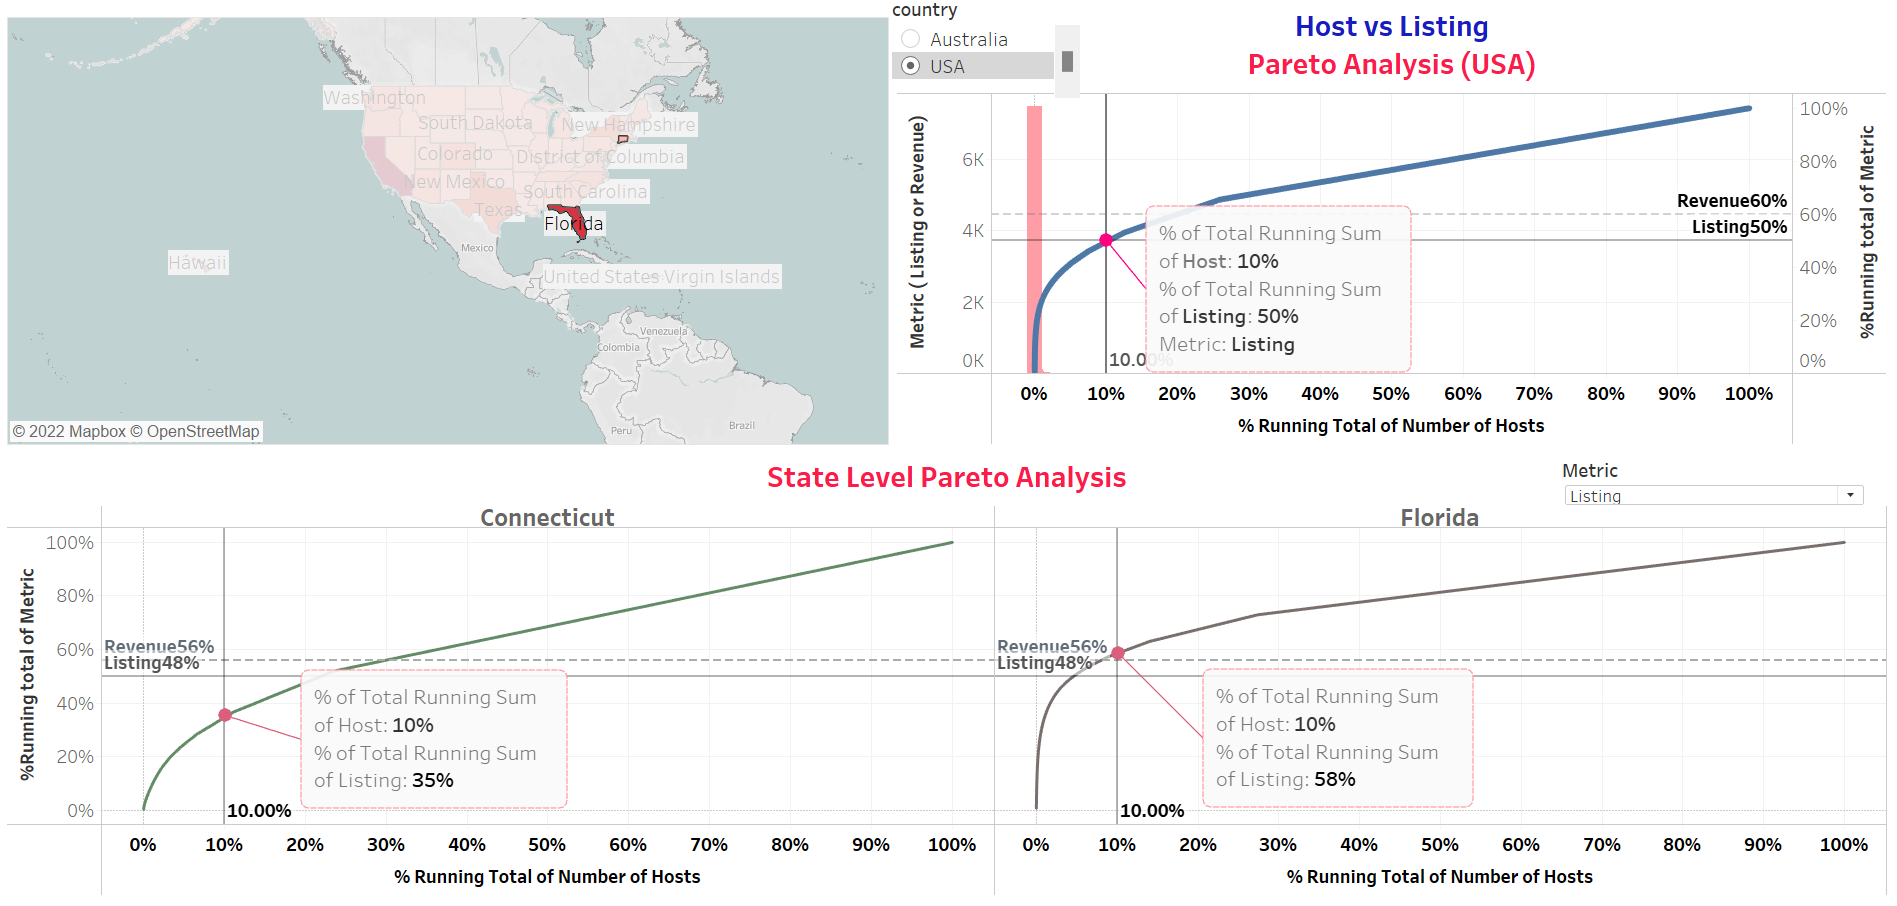 country
Australia
USA
Host vs Listing
Pareto Analysis (USA)
Washington
South Dakota
New Hampshire
Colorado
District of Columbia
New Mexico
South Carolina
Texas
Florida
Mexico
Hawaii
United States Virgin Islands
Venezuela
Colombia
Peru
Brazil
© 2022 Mapbox © OpenStreetMap
Metric ( Listing or Revenue)
6K
4K
2K
0K
100%
80%
60%
40%
20%
0%
%Running total of Metric
Revenue60%
Listing50%
% of Total Running Sum
of Host: 10%
% of Total Running Sum
of Listing: 50%
Metric: Listing
10.00%
0% 10% 20% 30% 40% 50% 60% 70% 80% 90% 100%
% Running Total of Number of Hosts
State Level Pareto Analysis
Metric
Listing
Connecticut
Florida
%Running total of Metric
100%
80%
60%
40%
20%
0%
Revenue56%
Listing48%
% of Total Running Sum
of Host: 10%
% of Total Running Sum
of Listing: 35%
10.00%
0% 10% 20% 30% 40% 50% 60% 70% 80% 90% 100%
% Running Total of Number of Hosts
Revenue56%
Listing48%
% of Total Running Sum
of Host: 10%
% of Total Running Sum
of Listing: 58%
10.00%
0% 10% 20% 30% 40% 50% 60% 70% 80% 90% 100%
% Running Total of Number of Hosts